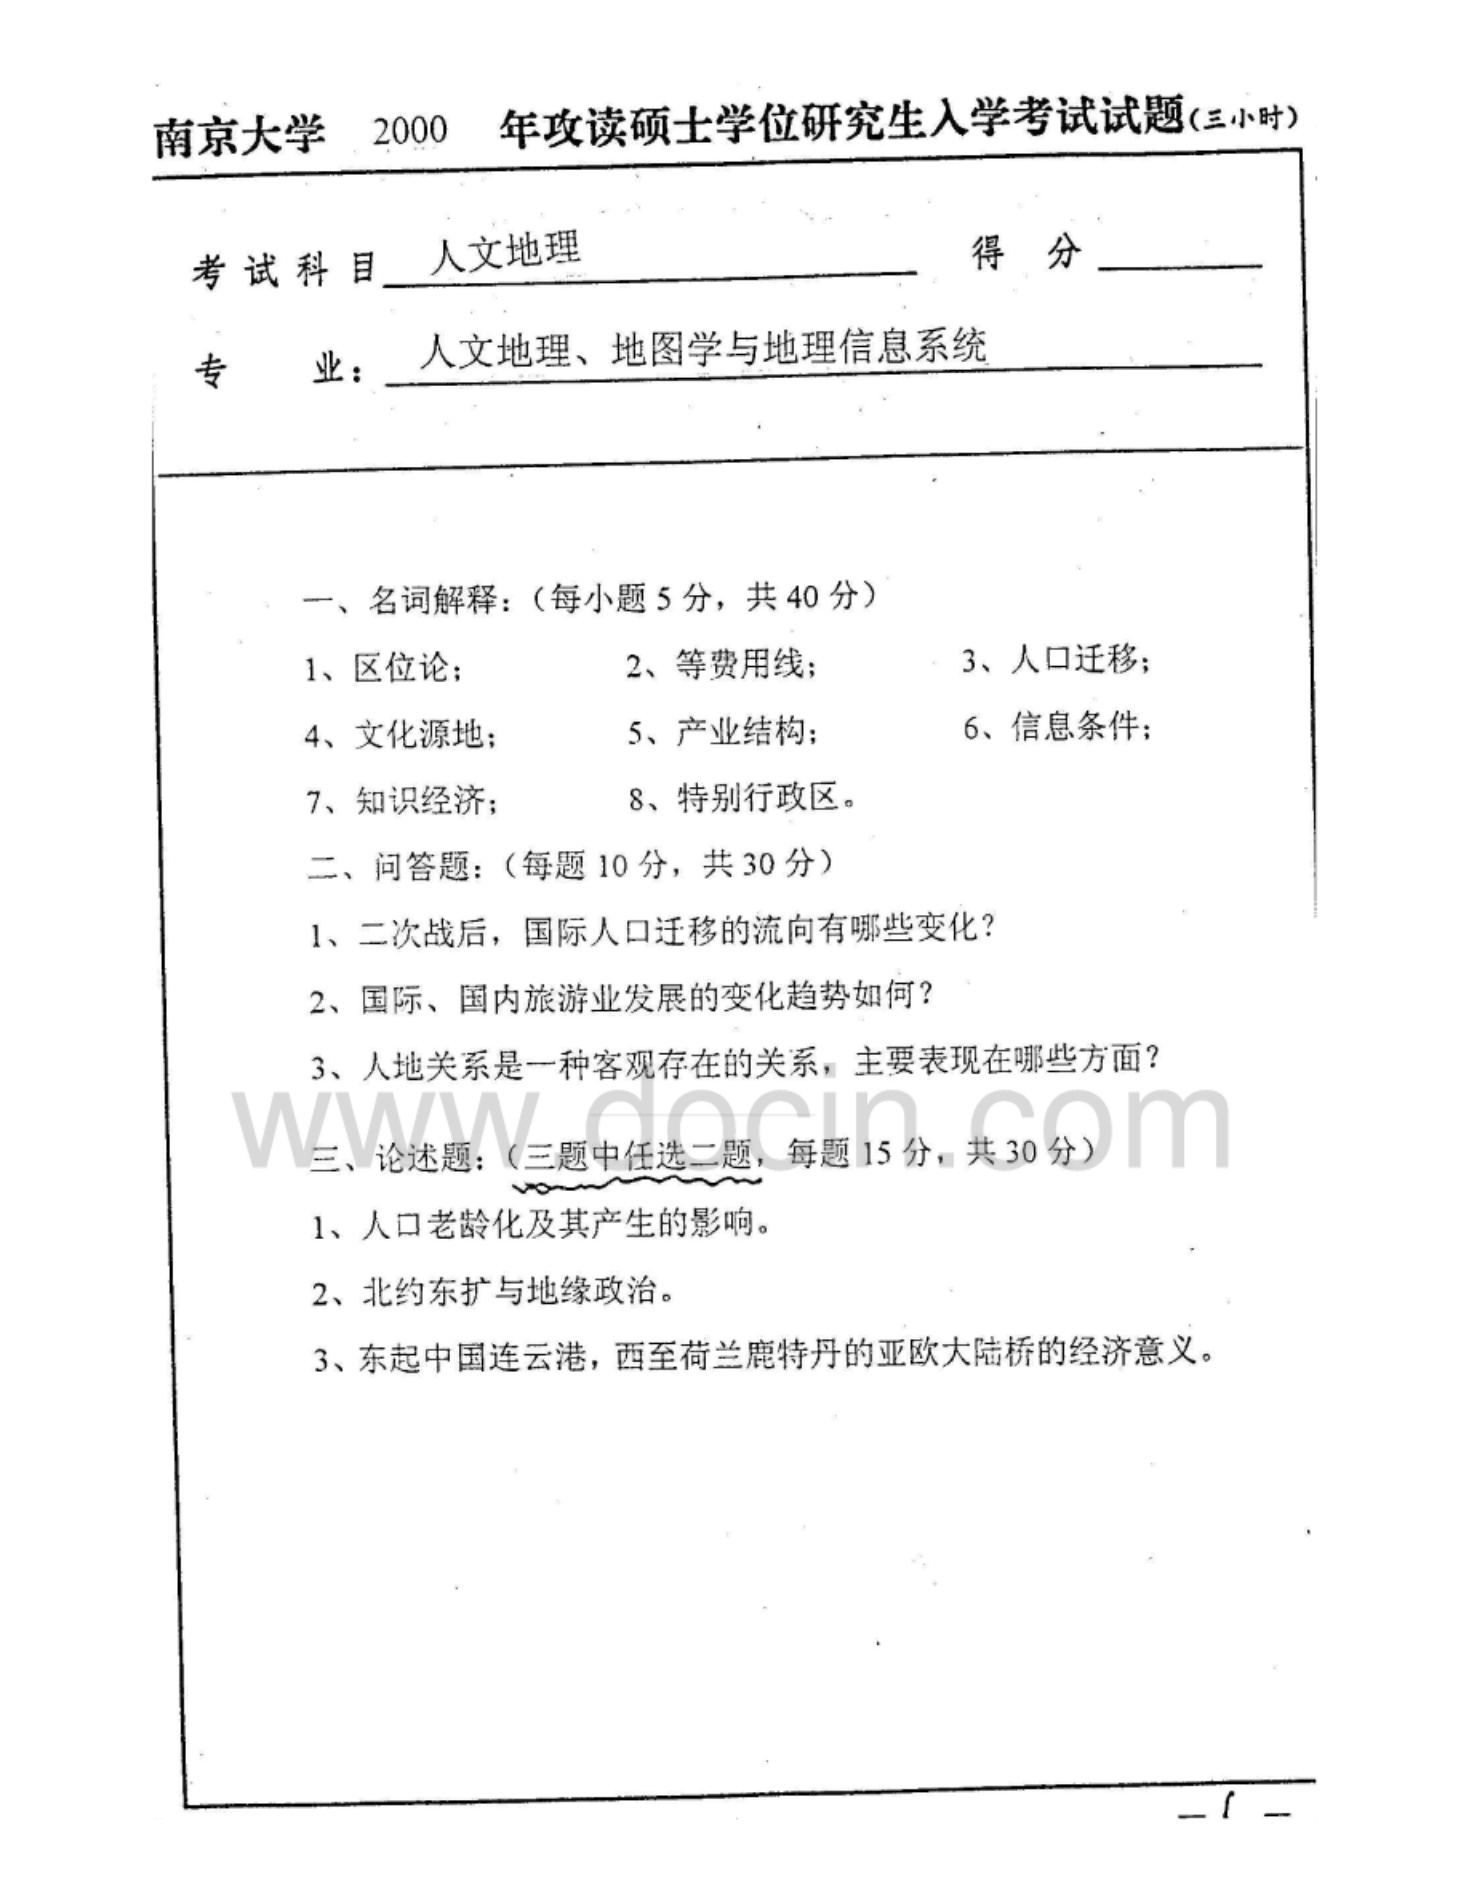 南京大学 2000 年攻读硕士学位研究生入学考试试题(三小时)
考试科目 人文地理 得 分
专 业: 人文地理、地图学与地理信息系统
一、名词解释:(每小题 5 分，共 40 分)
1、区位论; 2、等费用线; 3、人口迁移;
4、文化源地; 5、产业结构; 6、信息条件;
7、知识经济; 8、特别行政区。
二、问答题:(每题 10 分，共 30 分)
1、二次战后，国际人口迁移的流向有哪些变化?
2、国际、国内旅游业发展的变化趋势如何?
3、人地关系是一种客观存在的关系，主要表现在哪些方面?
www.docin.com
三、论述题:(三题中任选二题，每题 15 分，共 30 分)
1、人口老龄化及其产生的影响。
2、北约东扩与地缘政治。
3、东起中国连云港，西至荷兰鹿特丹的亚欧大陆桥的经济意义。
— 1 —